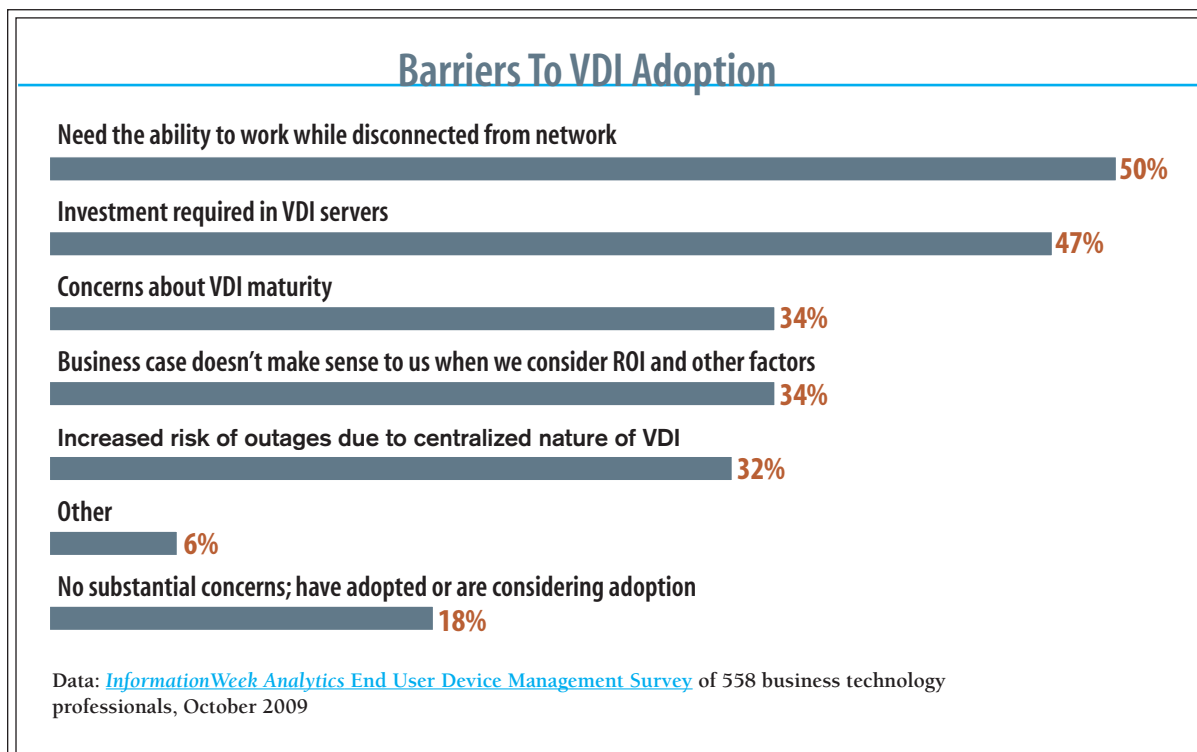 Barriers To VDI Adoption
Need the ability to work while disconnected from network
50%
Investment required in VDI servers
47%
Concerns about VDI maturity
34%
Business case doesn’t make sense to us when we consider ROI and other factors
34%
Increased risk of outages due to centralized nature of VDI
32%
Other
6%
No substantial concerns; have adopted or are considering adoption
18%
Data: InformationWeek Analytics End User Device Management Survey of 558 business technology
professionals, October 2009